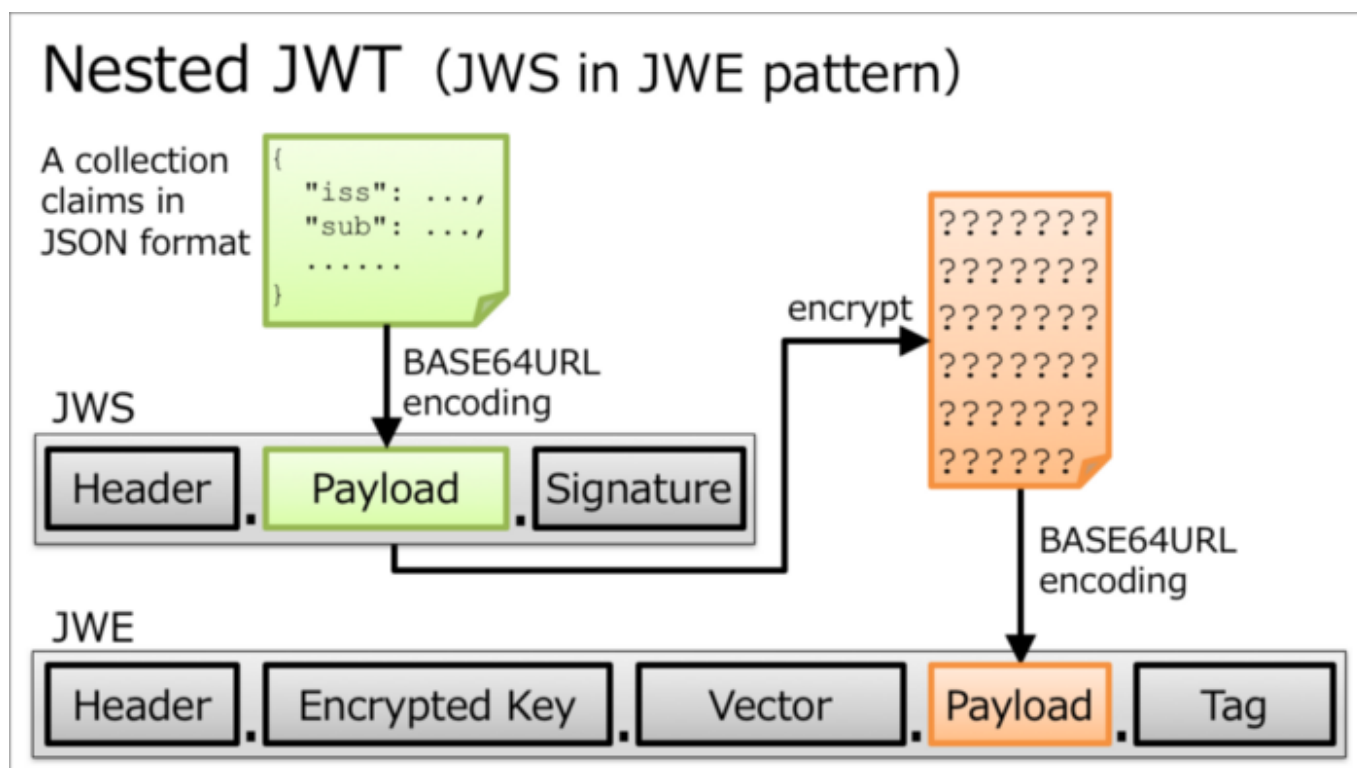 Nested JWT (JWS in JWE pattern)
A collection
claims in
JSON format
{
"iss": ...,
"sub": ...,
......
}
BASE64URL
encoding
JWS
Header . Payload . Signature
encrypt
???????
???????
???????
???????
???????
??????
BASE64URL
encoding
JWE
Header . Encrypted Key . Vector . Payload . Tag